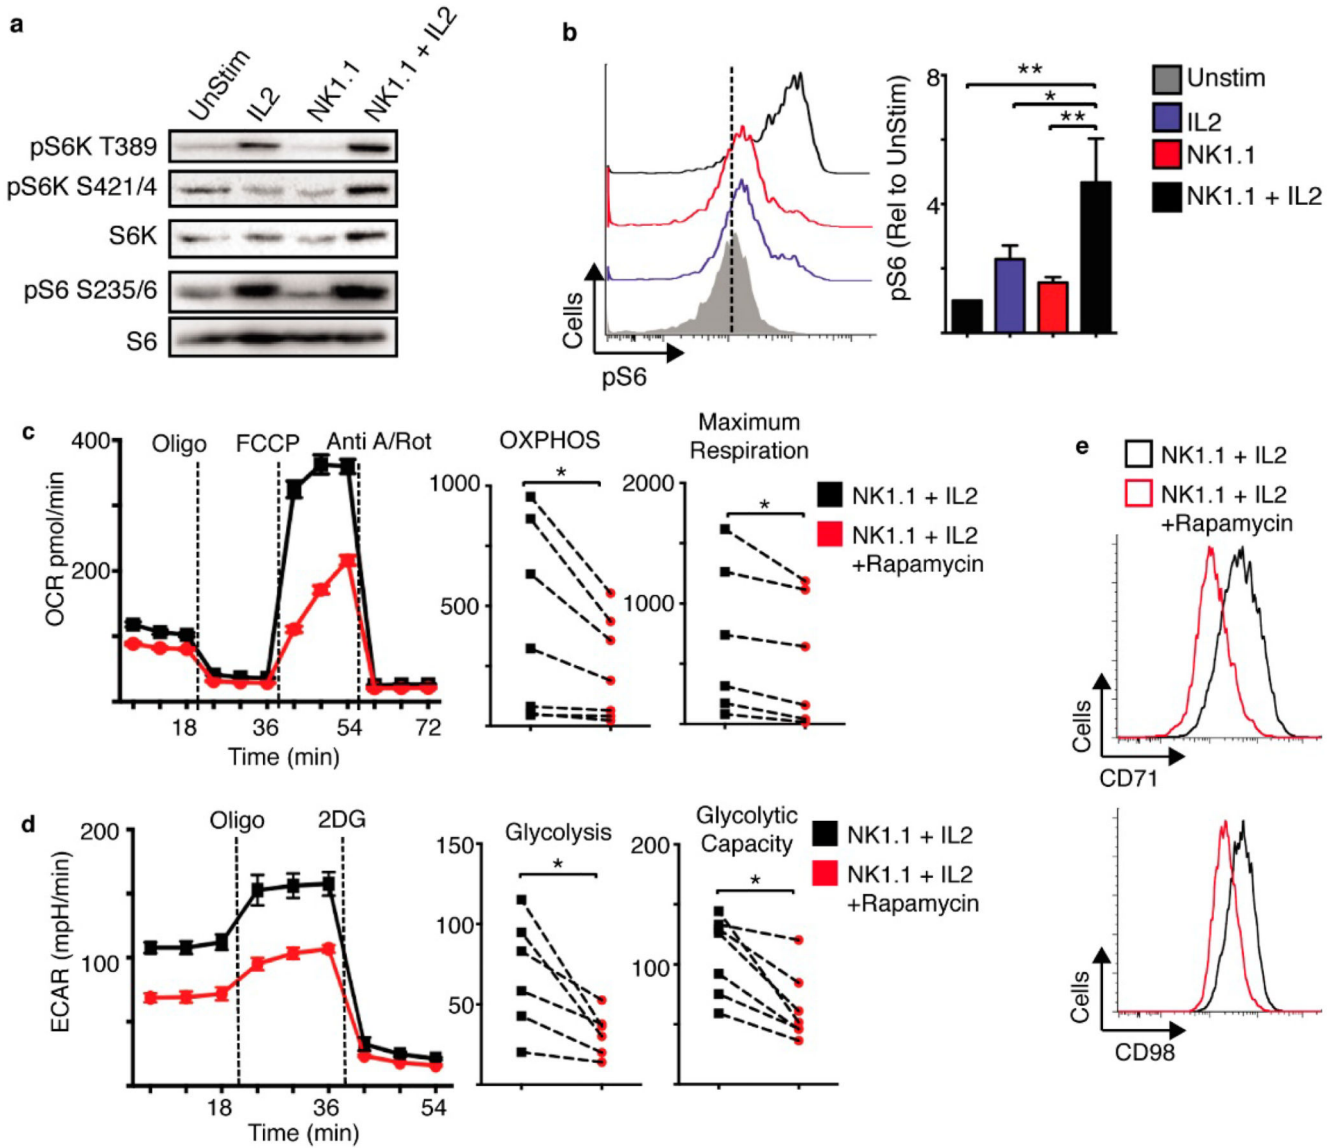 a
UnStim
IL2
NK1.1
NK1.1 + IL2
pS6K T389
pS6K S421/4
S6K
pS6 S235/6
S6
b
Cells
pS6
pS6 (Rel to UnStim)
8
4
**
*
**
Unstim
IL2
NK1.1
NK1.1 + IL2
c
OCR pmol/min
400
200
Oligo
FCCP
Anti A/Rot
18
36
54
72
Time (min)
OXPHOS
1000
500
*
Maximum
Respiration
2000
1000
*
NK1.1 + IL2
NK1.1 + IL2
+Rapamycin
d
ECAR (mpH/min)
200
100
Oligo
2DG
18
36
54
Time (min)
Glycolysis
150
100
50
*
Glycolytic
Capacity
200
100
*
NK1.1 + IL2
NK1.1 + IL2
+Rapamycin
e
NK1.1 + IL2
NK1.1 + IL2
+Rapamycin
Cells
CD71
Cells
CD98